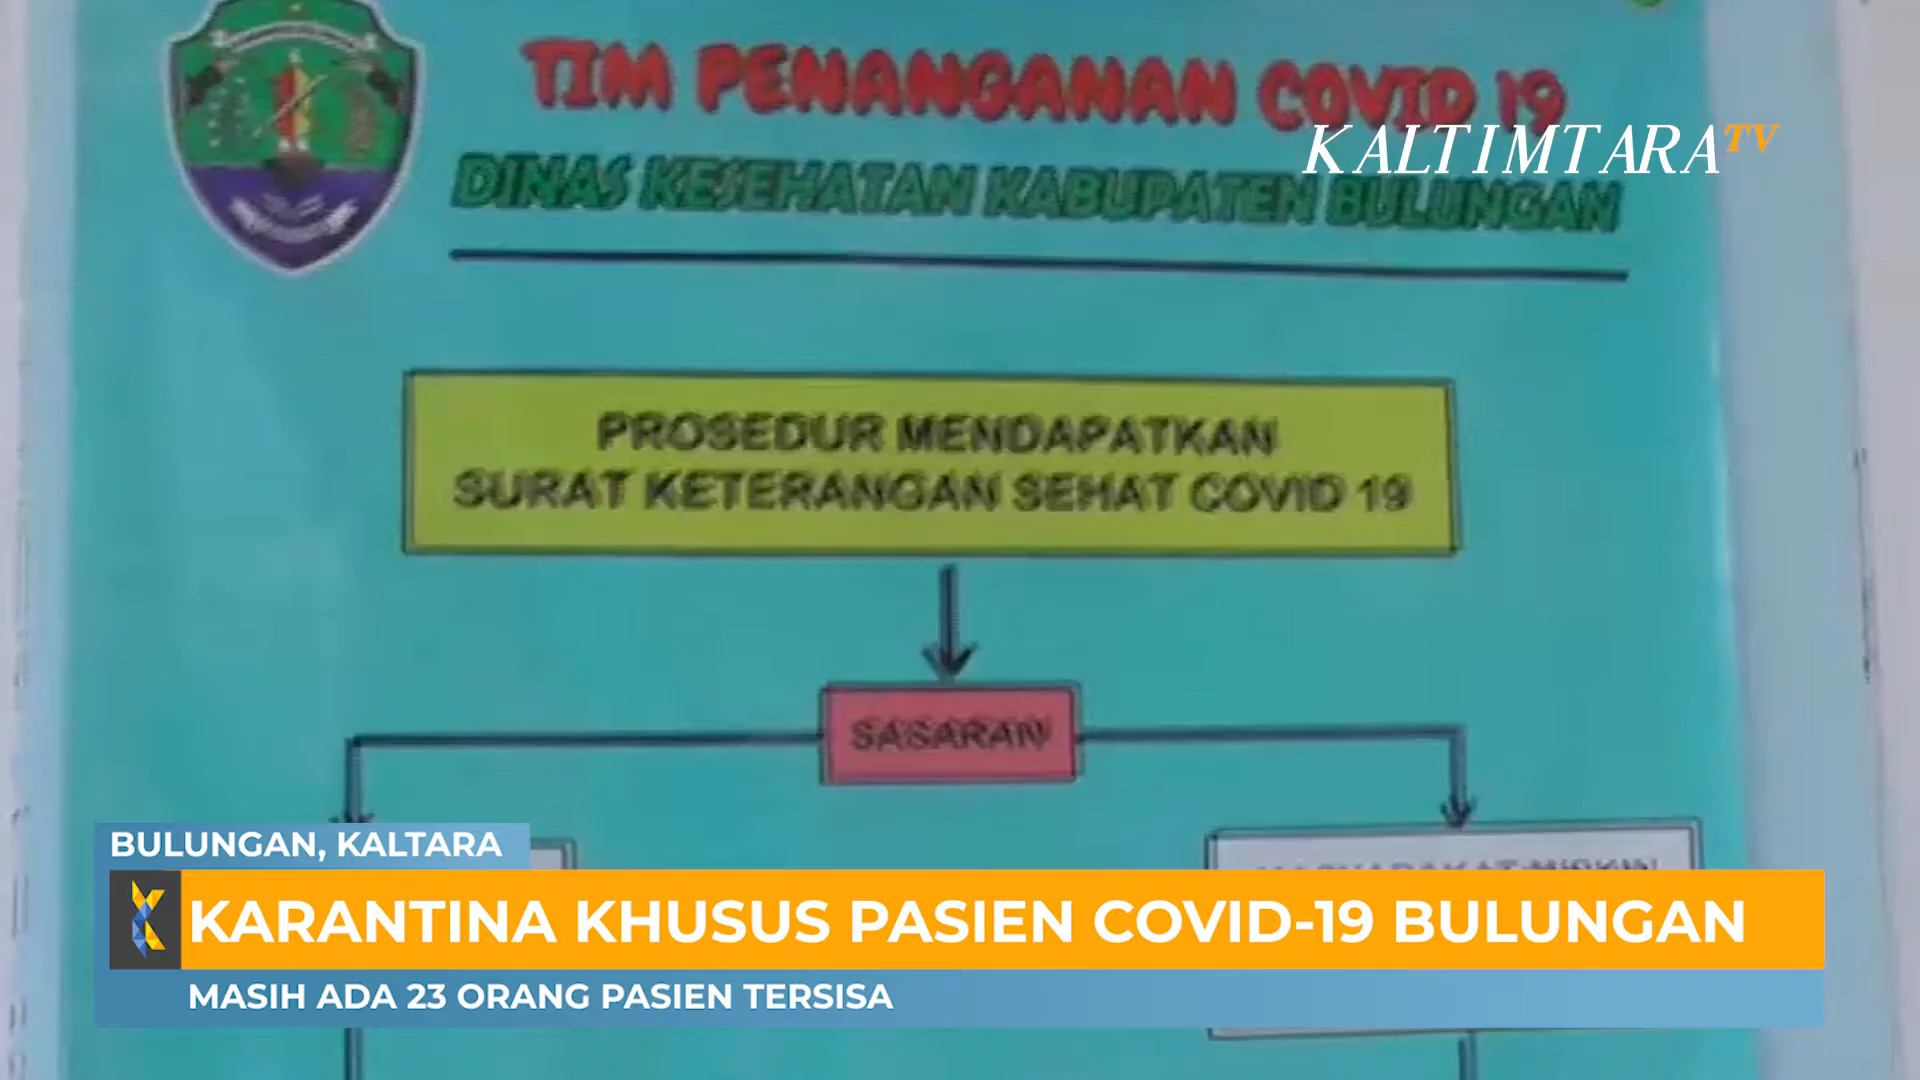 TIM PENANGANAN COVID 19
KALTIMTARA TV
DINAS KESEHATAN KABUPATEN BULUNGAN
PROSEDUR MENDAPATKAN
SURAT KETERANGAN SEHAT COVID 19
SASARAN
BULUNGAN, KALTARA
KARANTINA KHUSUS PASIEN COVID-19 BULUNGAN
MASIH ADA 23 ORANG PASIEN TERSISA